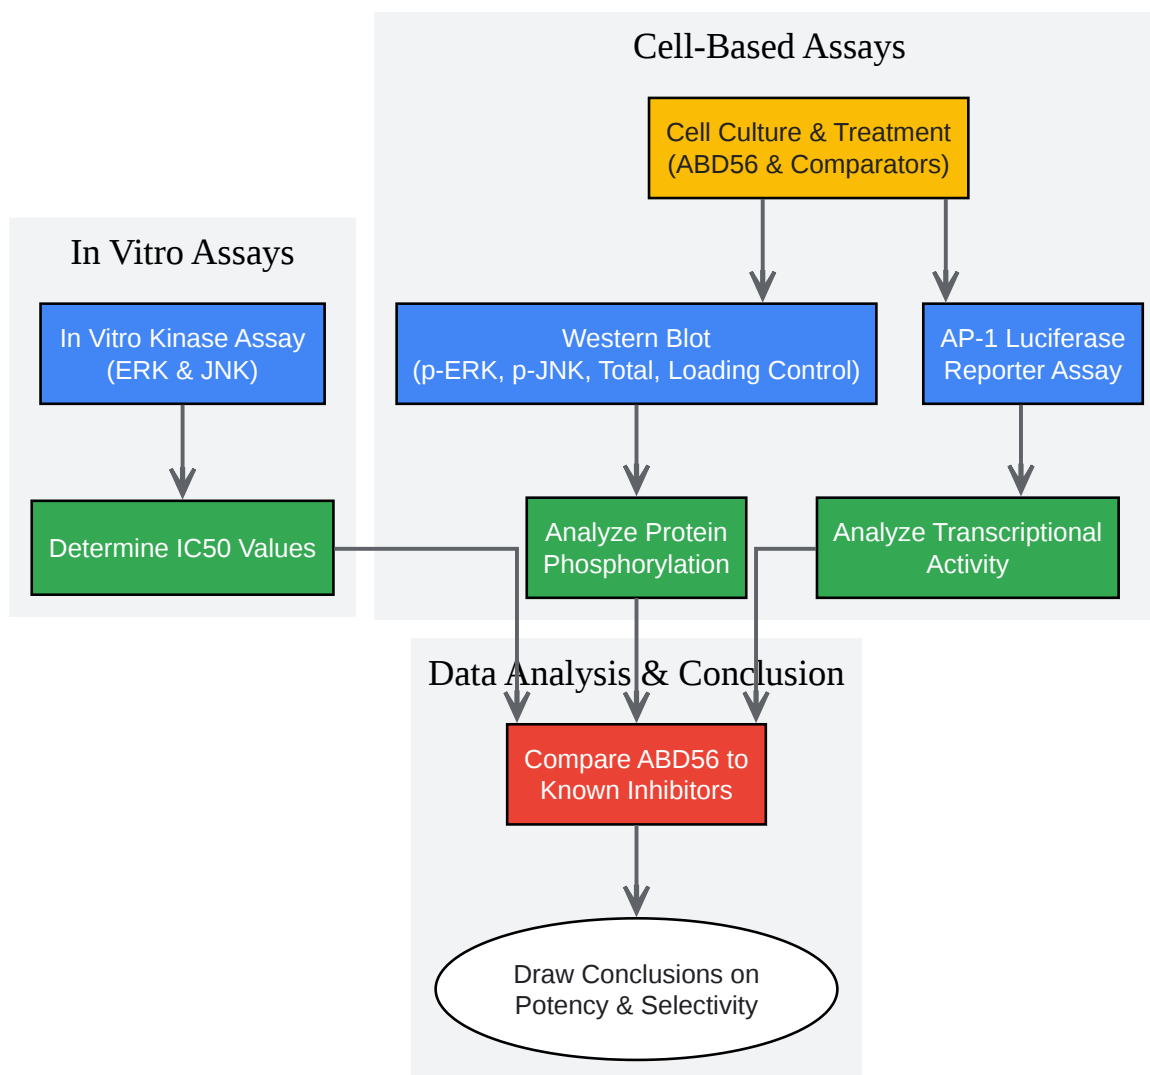 Cell-Based Assays
Cell Culture & Treatment
(ABD56 & Comparators)
In Vitro Assays
In Vitro Kinase Assay
(ERK & JNK)
Western Blot
(p-ERK, p-JNK, Total, Loading Control)
AP-1 Luciferase
Reporter Assay
Determine IC50 Values
Analyze Protein
Phosphorylation
Analyze Transcriptional
Activity
Data Analysis & Conclusion
Compare ABD56 to
Known Inhibitors
Draw Conclusions on
Potency & Selectivity